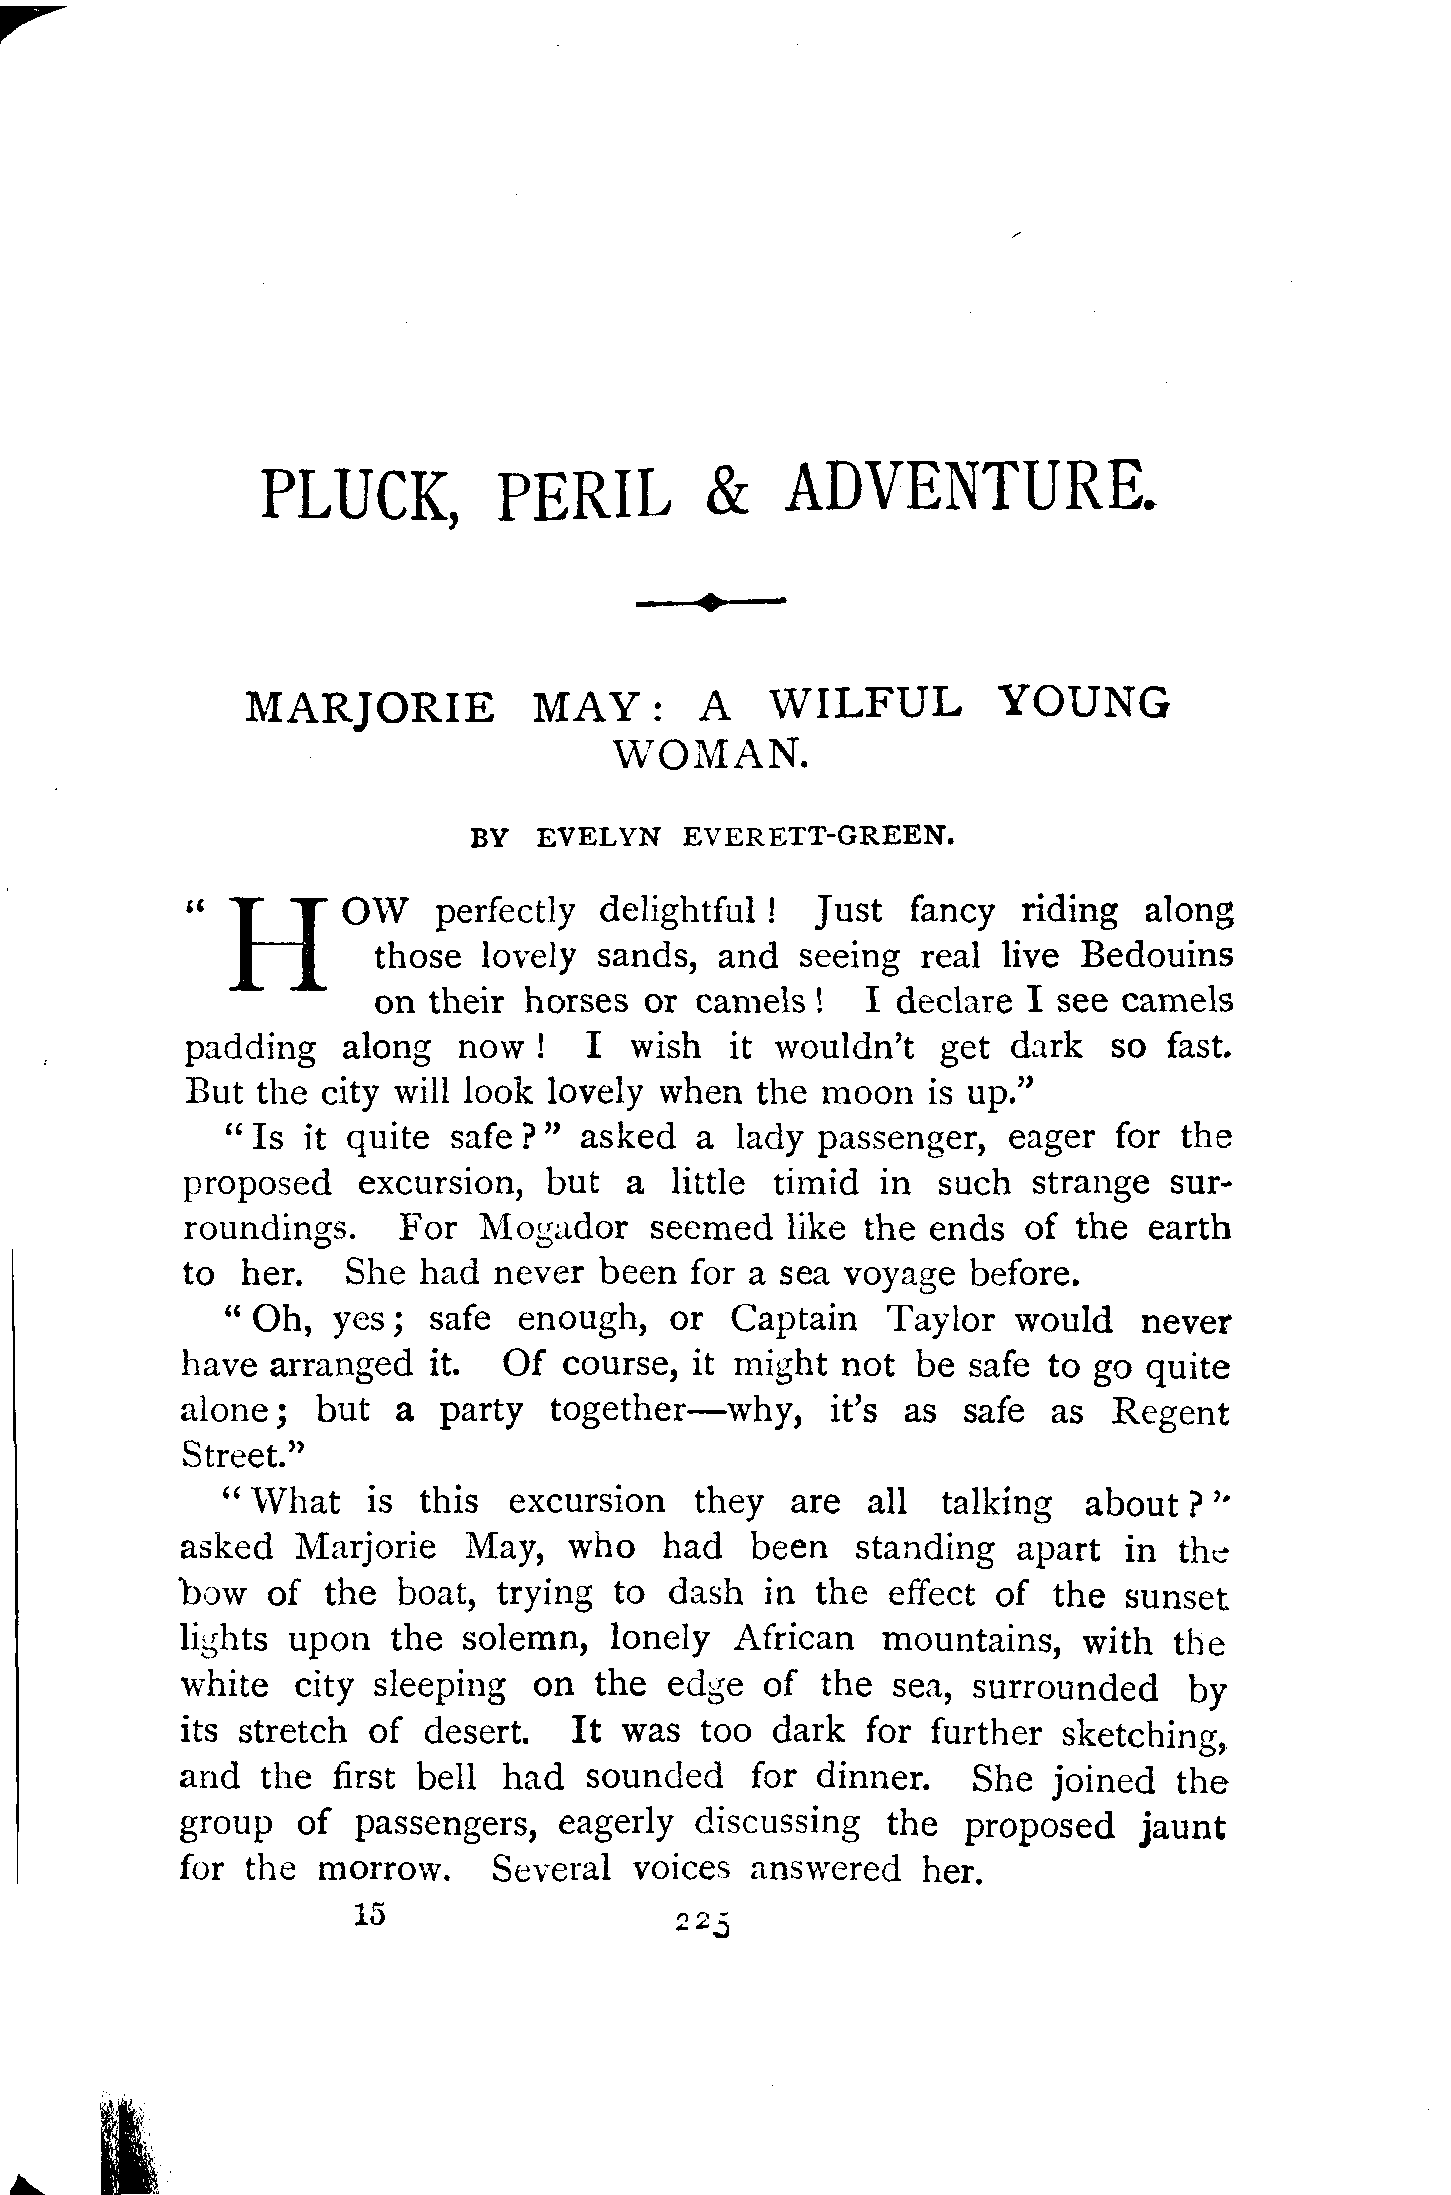 PLUCK, PERIL & ADVENTURE.
MARJORIE MAY: A WILFUL YOUNG
WOMAN.
BY EVELYN EVERETT-GREEN.
"HOW perfectly delightful! Just fancy riding along
those lovely sands, and seeing real live Bedouins
on their horses or camels! I declare I see camels
padding along now! I wish it wouldn't get dark so fast.
But the city will look lovely when the moon is up."
"Is it quite safe?" asked a lady passenger, eager for the
proposed excursion, but a little timid in such strange sur-
roundings. For Mogador seemed like the ends of the earth
to her. She had never been for a sea voyage before.
"Oh, yes; safe enough, or Captain Taylor would never
have arranged it. Of course, it might not be safe to go quite
alone; but a party together—why, it's as safe as Regent
Street."
"What is this excursion they are all talking about?"
asked Marjorie May, who had been standing apart in the
bow of the boat, trying to dash in the effect of the sunset
lights upon the solemn, lonely African mountains, with the
white city sleeping on the edge of the sea, surrounded by
its stretch of desert. It was too dark for further sketching,
and the first bell had sounded for dinner. She joined the
group of passengers, eagerly discussing the proposed jaunt
for the morrow. Several voices answered her.
15 225